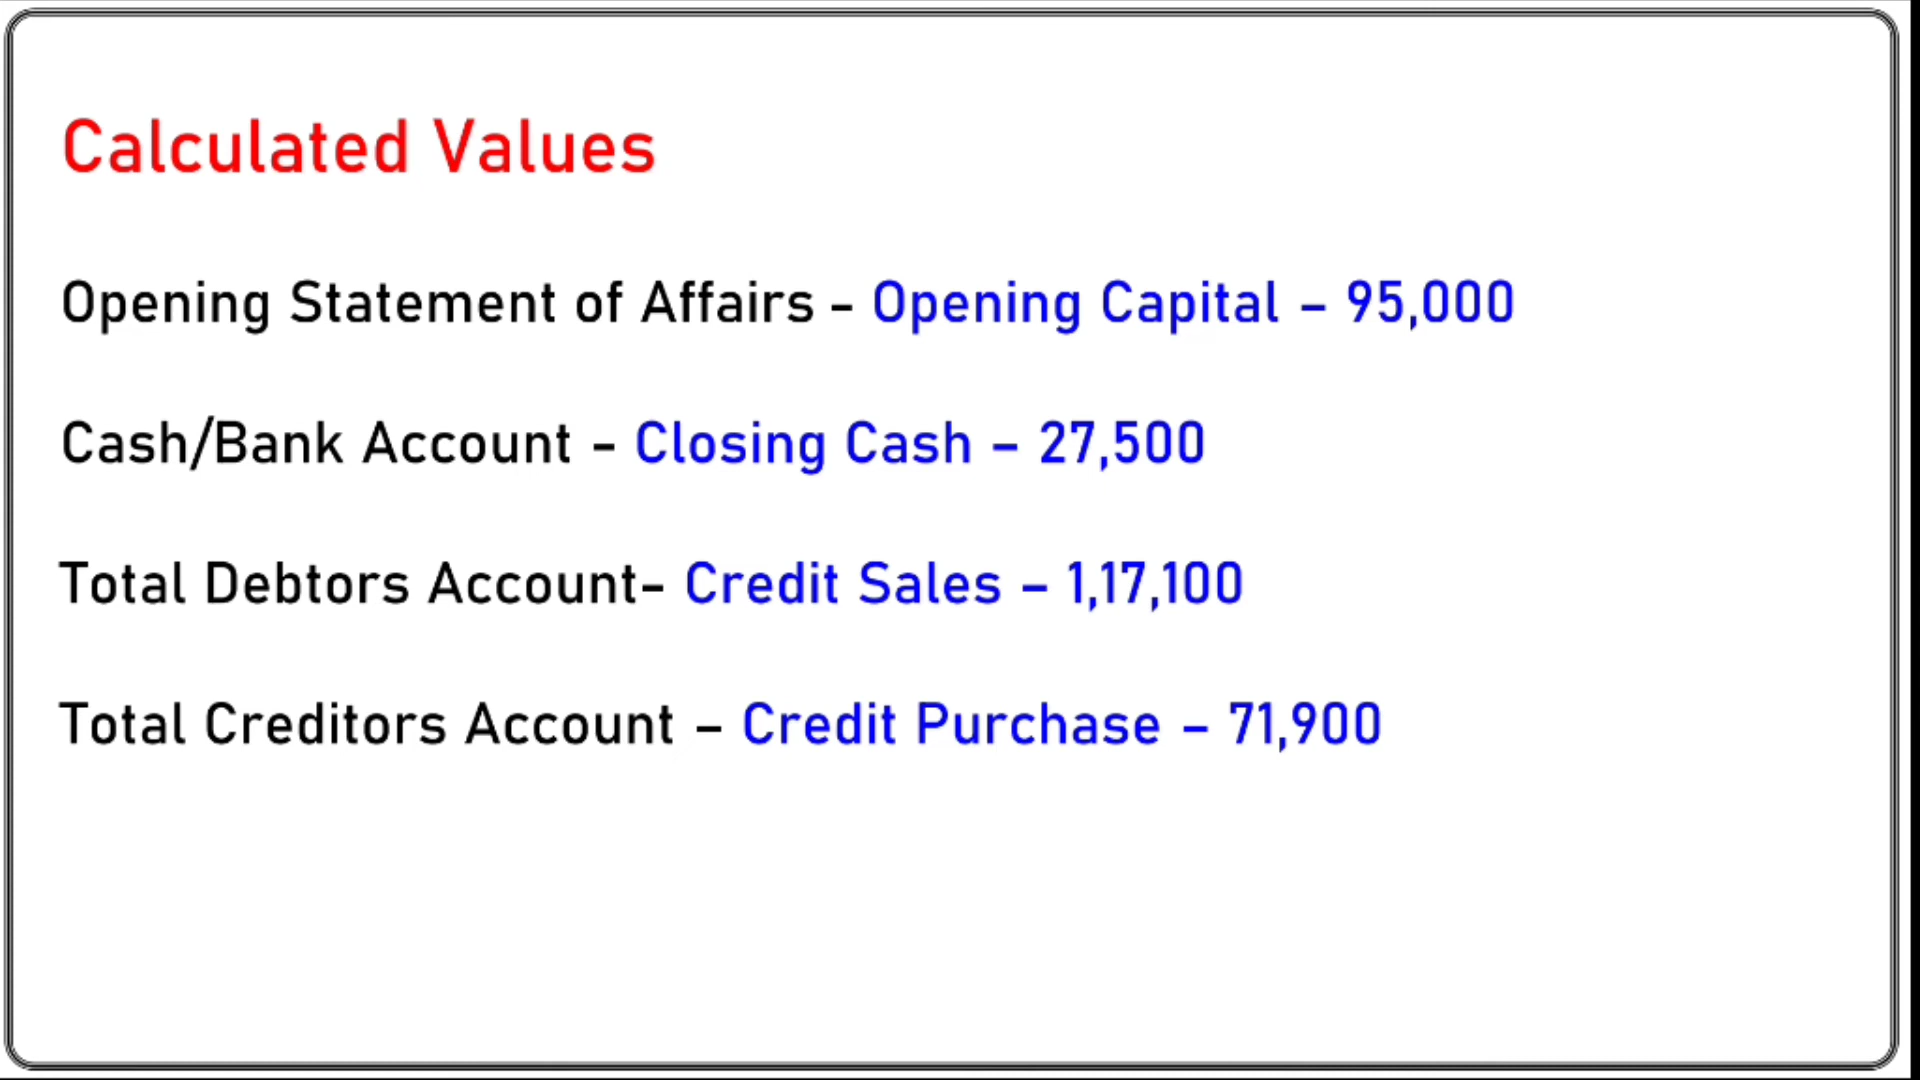 Calculated Values
Opening Statement of Affairs - Opening Capital – 95,000
Cash/Bank Account - Closing Cash – 27,500
Total Debtors Account- Credit Sales – 1,17,100
Total Creditors Account – Credit Purchase – 71,900